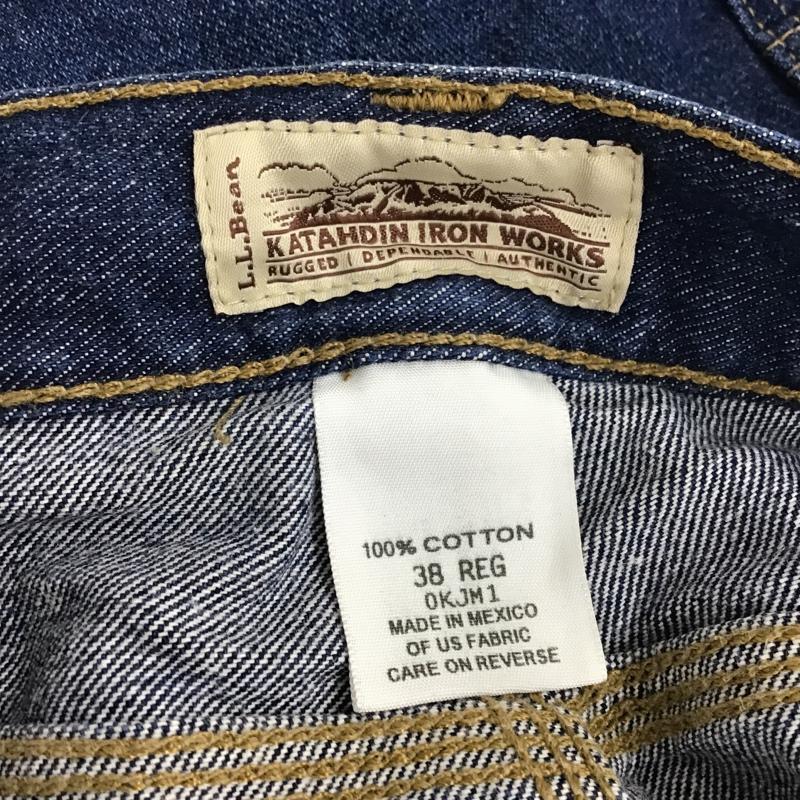 L.L.Bean
KATAHDIN IRON WORKS
RUGGED | DEPENDABLE | AUTHENTIC
100% COTTON
38 REG
0KJM1
MADE IN MEXICO
OF US FABRIC
CARE ON REVERSE